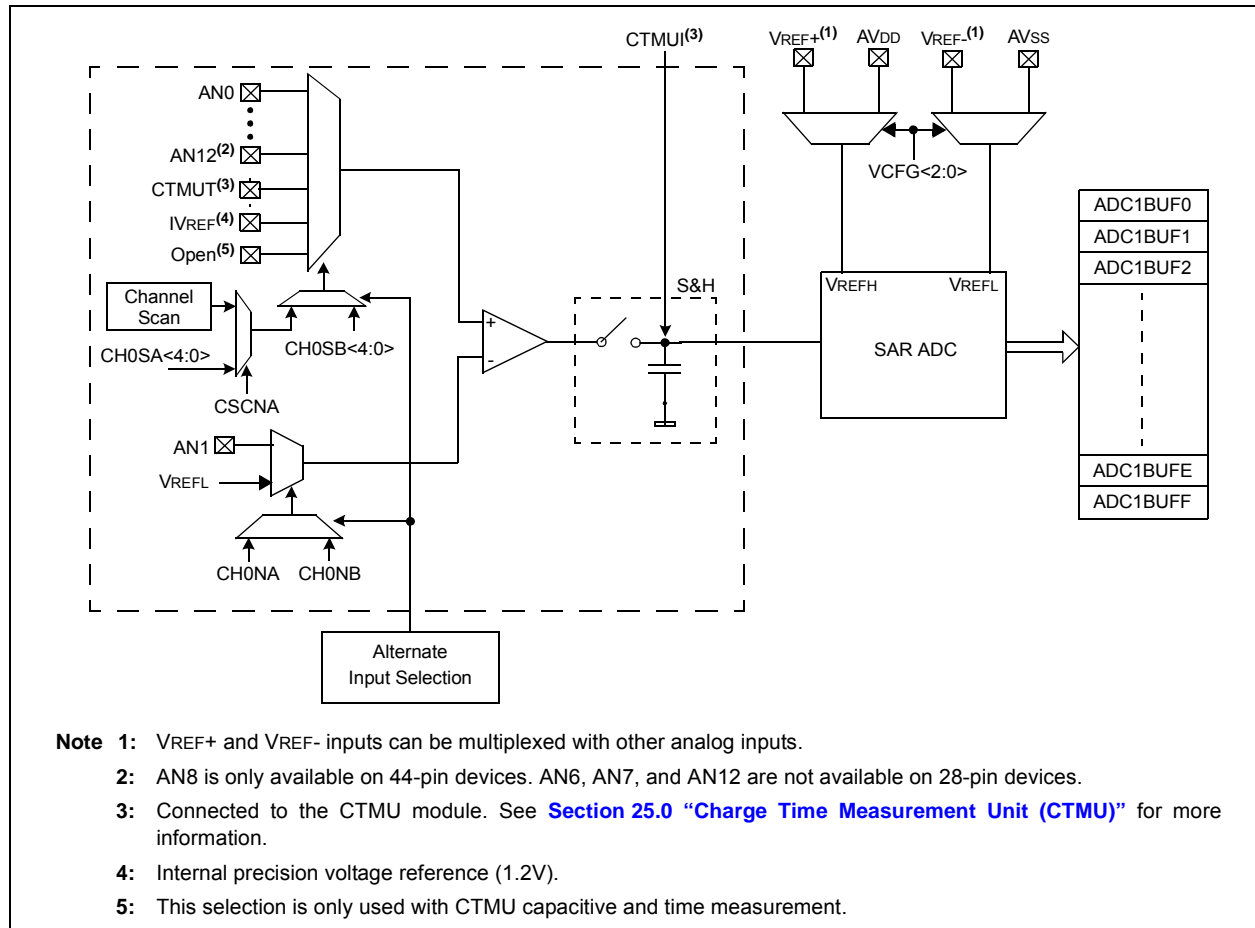 CTMUI(3)
VREF+(1)
AVDD
VREF-(1)
AVSS
AN0
AN12(2)
CTMUT(3)
IVREF(4)
Open(5)
VCFG<2:0>
ADC1BUF0
ADC1BUF1
ADC1BUF2
Channel
Scan
CH0SA<4:0>
CH0SB<4:0>
CSCNA
+
-
S&H
VREFH
VREFL
SAR ADC
AN1
VREFL
CH0NA
CH0NB
ADC1BUFE
ADC1BUFF
Alternate
Input Selection
Note 1: VREF+ and VREF- inputs can be multiplexed with other analog inputs.
2: AN8 is only available on 44-pin devices. AN6, AN7, and AN12 are not available on 28-pin devices.
3: Connected to the CTMU module. See Section 25.0 “Charge Time Measurement Unit (CTMU)” for more
information.
4: Internal precision voltage reference (1.2V).
5: This selection is only used with CTMU capacitive and time measurement.